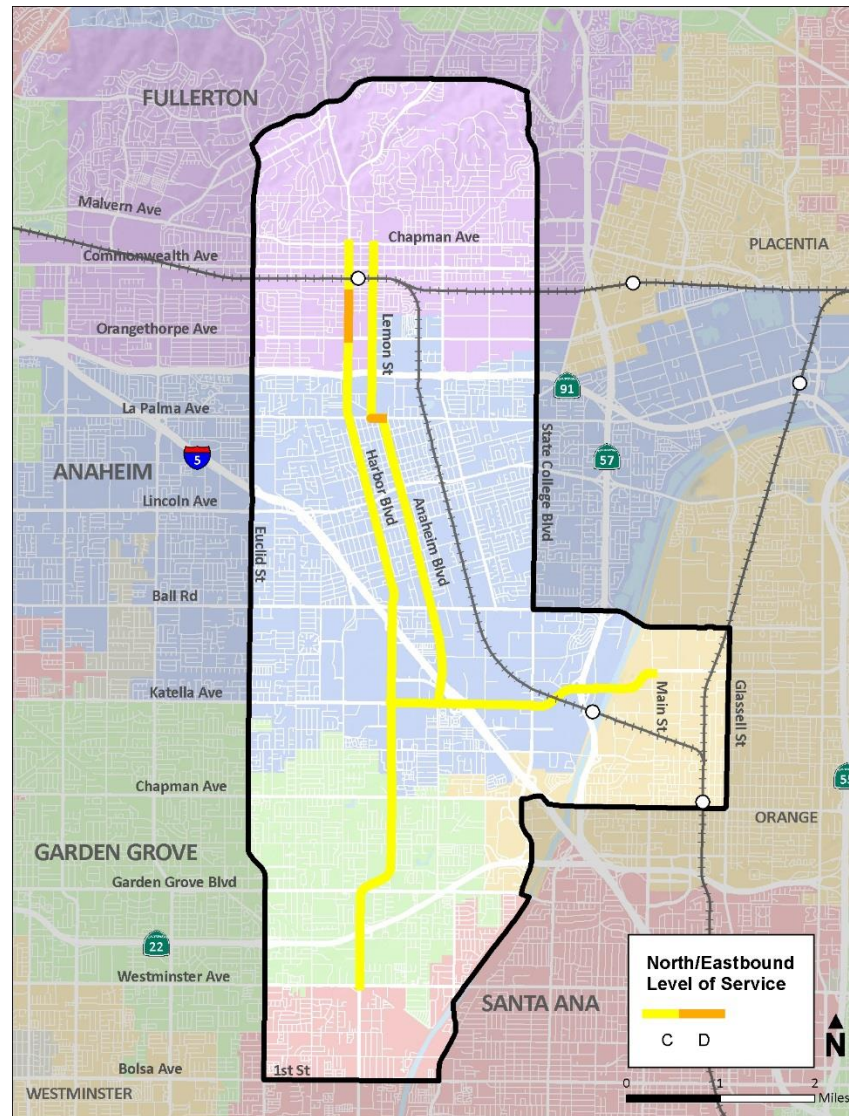 FULLERTON
Malvern Ave
Chapman Ave
Commonwealth Ave
PLACENTIA
Orangethorpe Ave
Lemon St
91
La Palma Ave
5
57
ANAHEIM
State College Blvd
Harbor Blvd
Lincoln Ave
Anaheim Blvd
Euclid St
Ball Rd
Katella Ave
Main St.
Glassell St
Chapman Ave
55
ORANGE
GARDEN GROVE
Garden Grove Blvd
22
North/Eastbound
Level of Service
C D
Westminster Ave
SANTA ANA
N
Bolsa Ave
1st St
WESTMINSTER
0 1 2
Miles